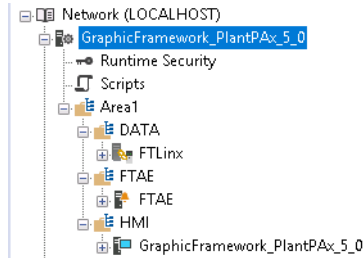 Network (LOCALHOST)
GraphicFramework_PlantPAx_5_0
Runtime Security
Scripts
Area1
DATA
FTLinx
FTAE
FTAE
HMI
GraphicFramework_PlantPAx_5_0